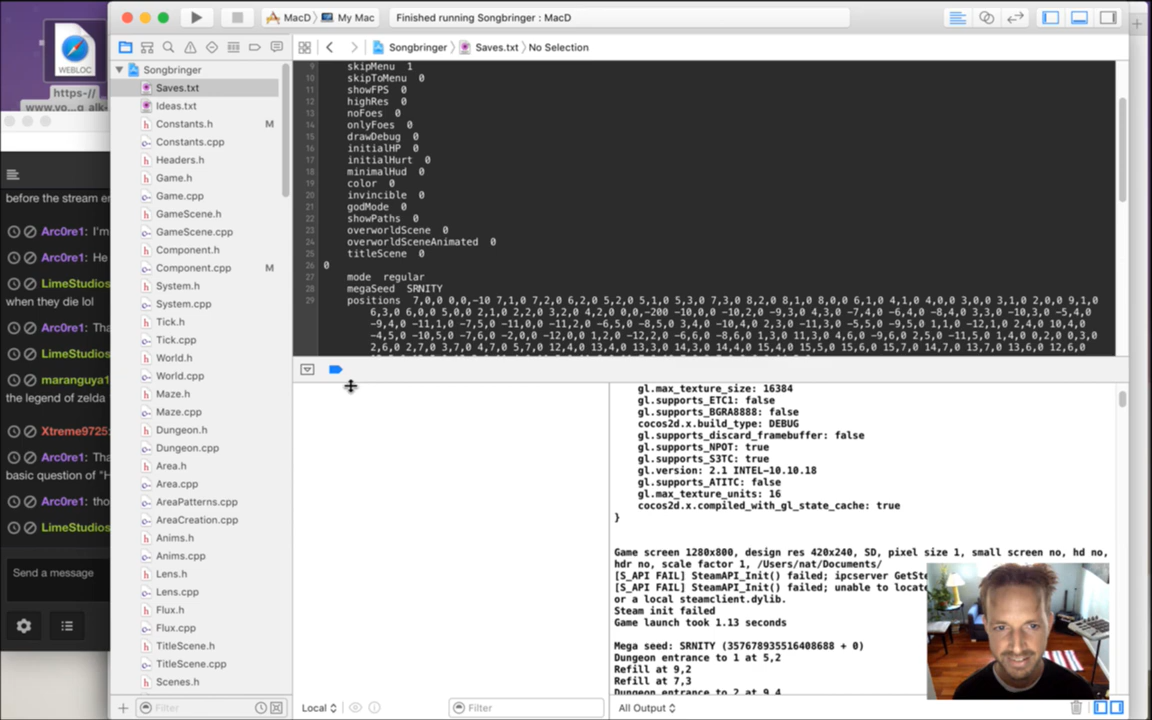 MacD 〉 My Mac
Finished running Songbringer : MacD
WEBLOC
https-//
www.yo...g_alk
before the stream en
Arc0re1: I'm
Arc0re1: He
LimeStudios
when they die lol
Arc0re1: Tha
LimeStudios
maranguya1
the legend of zelda
Xtreme9725:
Arc0re1: Tha
basic question of "H
Arc0re1: tho
LimeStudios
Send a message
Songbringer
Saves.txt
Ideas.txt
Constants.h M
Constants.cpp
Headers.h
Game.h
Game.cpp
GameScene.h
GameScene.cpp
Component.h
Component.cpp M
System.h
System.cpp
Tick.h
Tick.cpp
World.h
World.cpp
Maze.h
Maze.cpp
Dungeon.h
Dungeon.cpp
Area.h
Area.cpp
AreaPatterns.cpp
AreaCreation.cpp
Anims.h
Anims.cpp
Lens.h
Lens.cpp
Flux.h
Flux.cpp
TitleScene.h
TitleScene.cpp
Scenes.h
Filter
Songbringer 〉 Saves.txt 〉 No Selection
9 skipMenu 1
10 skipToMenu 0
11 showFPS 0
12 highRes 0
13 noFoes 0
14 onlyFoes 0
15 drawDebug 0
16 initialHP 0
17 initialHurt 0
18 minimalHud 0
19 color 0
20 invincible 0
21 godMode 0
22 showPaths 0
23 overworldScene 0
24 overworldSceneAnimated 0
25 titleScene 0
26 0
27 mode regular
28 megaSeed SRNITY
29 positions 7,0,0 0,0,-10 7,1,0 7,2,0 6,2,0 5,2,0 5,1,0 5,3,0 7,3,0 8,2,0 8,1,0 8,0,0 6,1,0 4,1,0 4,0,0 3,0,0 3,1,0 2,0,0 9,1,0
6,3,0 6,0,0 5,0,0 2,1,0 2,2,0 3,2,0 4,2,0 0,0,-200 -10,0,0 -10,2,0 -9,3,0 4,3,0 -7,4,0 -6,4,0 -8,4,0 3,3,0 -10,3,0 -5,4,0
-9,4,0 -11,1,0 -7,5,0 -11,0,0 -11,2,0 -6,5,0 -8,5,0 3,4,0 -10,4,0 2,3,0 -11,3,0 -5,5,0 -9,5,0 1,1,0 -12,1,0 2,4,0 10,4,0
-4,5,0 -10,5,0 -7,6,0 -2,0,0 -12,0,0 1,2,0 -12,2,0 -6,6,0 -8,6,0 1,3,0 11,3,0 4,6,0 -9,6,0 2,5,0 -11,5,0 1,4,0 0,2,0 0,3,0
2,6,0 2,7,0 3,7,0 4,7,0 5,7,0 12,4,0 13,4,0 13,3,0 14,3,0 14,4,0 15,4,0 15,5,0 15,6,0 15,7,0 14,7,0 13,7,0 13,6,0 12,6,0
gl.max_texture_size: 16384
gl.supports_ETC1: false
gl.supports_BGRA8888: false
cocos2d.x.build_type: DEBUG
gl.supports_discard_framebuffer: false
gl.supports_NPOT: true
gl.supports_S3TC: true
gl.version: 2.1 INTEL-10.10.18
gl.supports_ATITC: false
gl.max_texture_units: 16
cocos2d.x.compiled_with_gl_state_cache: true
}
Game screen 1280x800, design res 420x240, SD, pixel size 1, small screen no, hd no,
hdr no, scale factor 1, /Users/nat/Documents/
[S_API FAIL] SteamAPI_Init() failed; ipcserver GetSte
[S_API FAIL] SteamAPI_Init() failed; unable to locate
or a local steamclient.dylib.
Steam init failed
Game launch took 1.13 seconds
Mega seed: SRNITY (357678935516408688 + 0)
Dungeon entrance to 1 at 5,2
Refill at 9,2
Refill at 7,3
Dungeon entrance to 2 at 9,4
Local
Filter
All Output